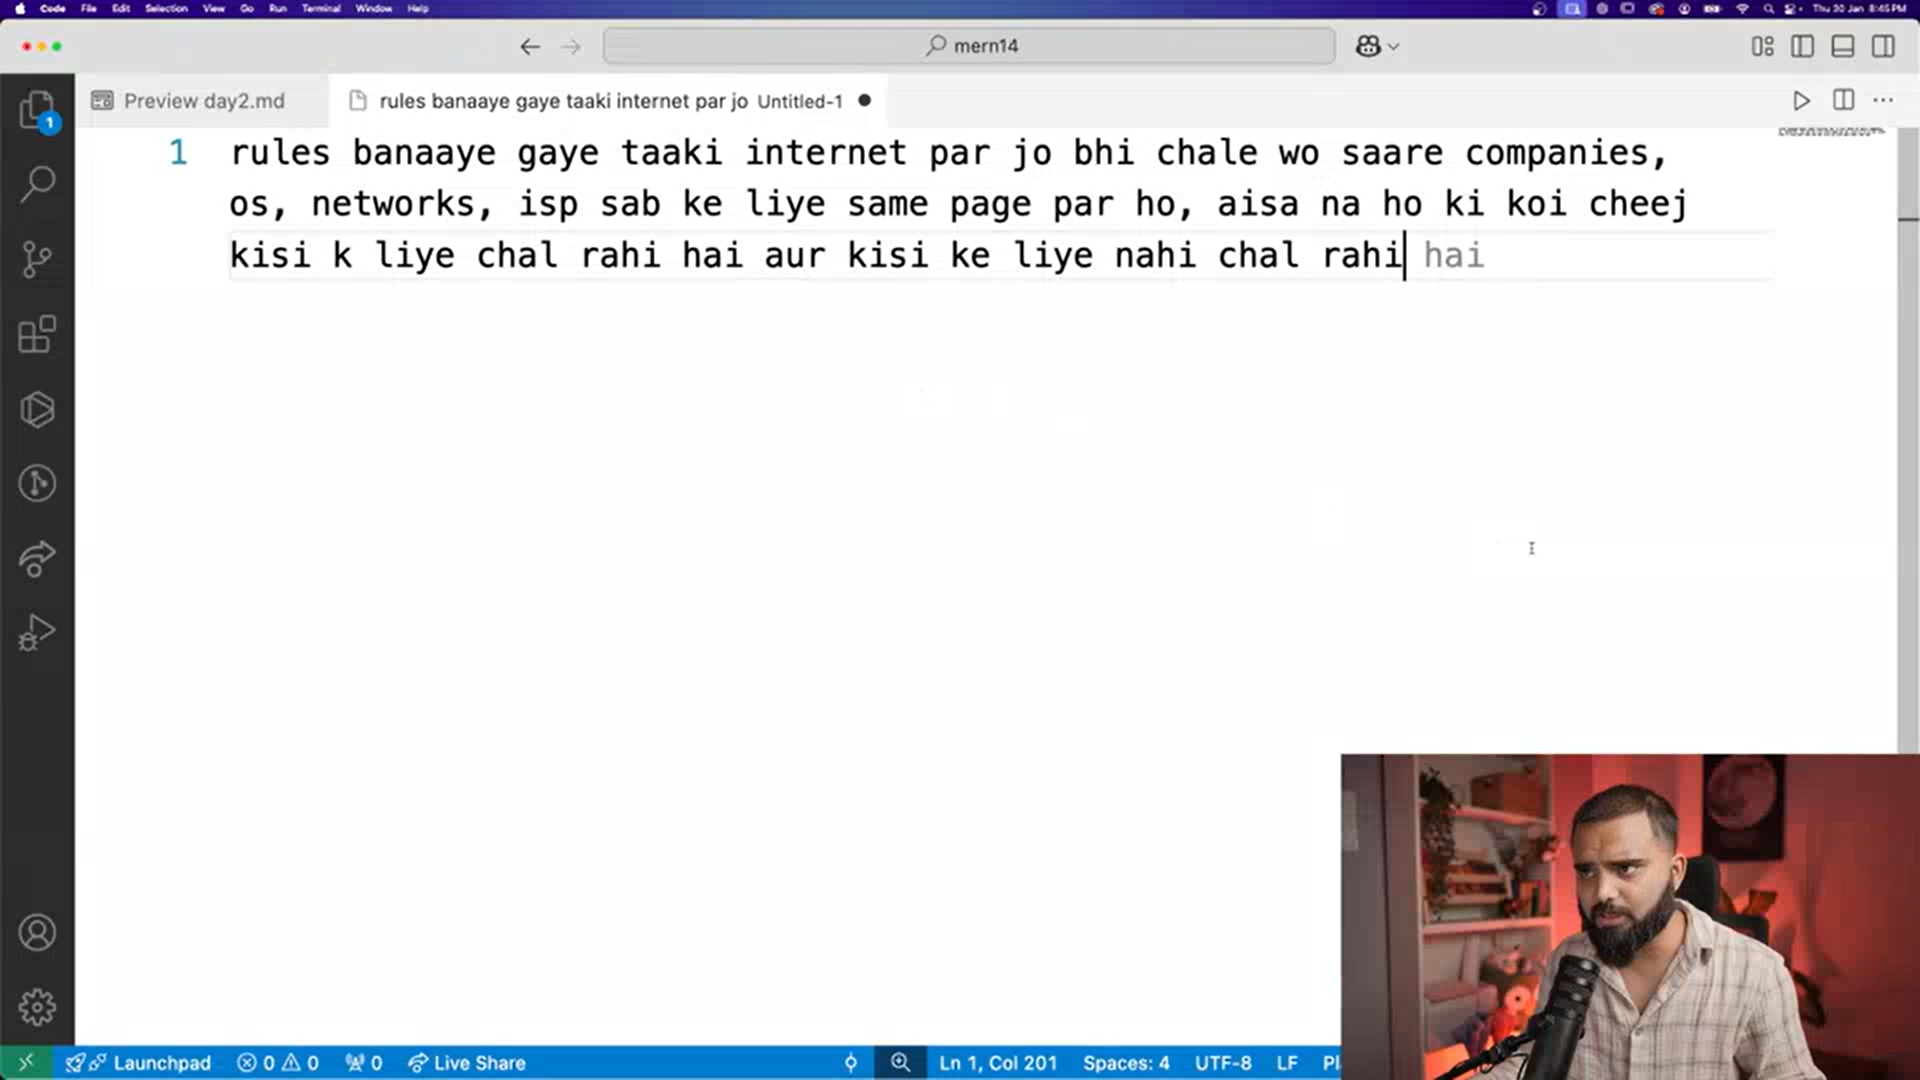 Code File Edit Selection View Go Run Terminal Window Help Thu 30 Jan 8:45 PM
mern14
Preview day2.md rules banaaye gaye taaki internet par jo Untitled-1
1 rules banaaye gaye taaki internet par jo bhi chale wo saare companies,
os, networks, isp sab ke liye same page par ho, aisa na ho ki koi cheej
kisi k liye chal rahi hai aur kisi ke liye nahi chal rahi hai
1
Launchpad 0 0 0 Live Share Ln 1, Col 201 Spaces: 4 UTF-8 LF Pl